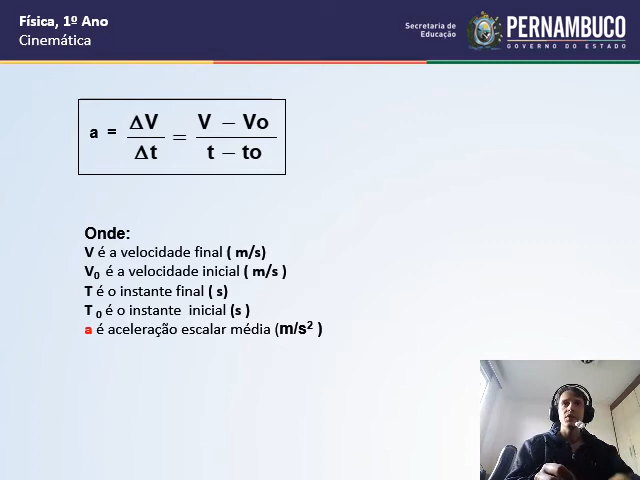 Física, 1º Ano
Cinemática
Secretaria de
Educação
PERNAMBUCO
GOVERNO DO ESTADO
a = ΔV / Δt = V – Vo / t – to
Onde:
V é a velocidade final ( m/s)
V₀ é a velocidade inicial ( m/s )
T é o instante final ( s)
T ₀ é o instante inicial (s )
a é aceleração escalar média (m/s² )